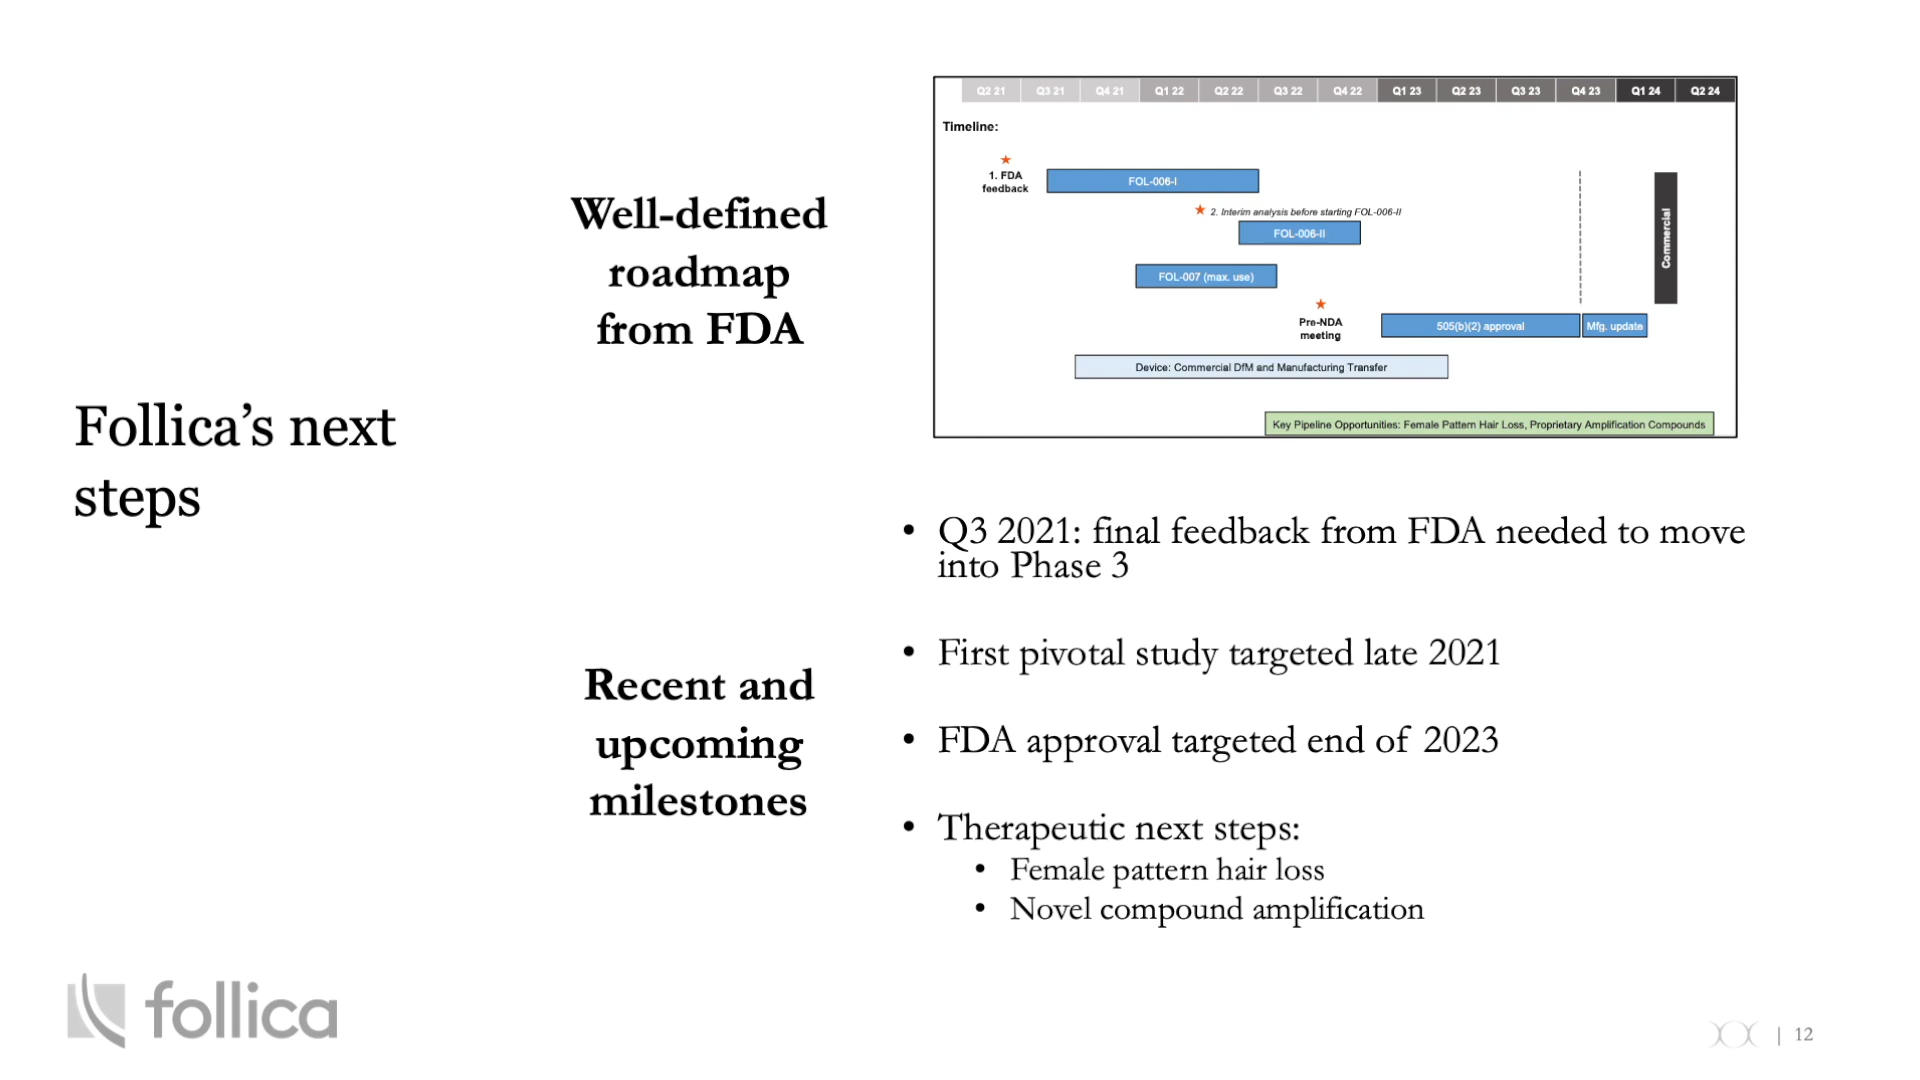 Follica’s next
steps
Well-defined
roadmap
from FDA
Q2 21 Q3 21 Q4 21 Q1 22 Q2 22 Q3 22 Q4 22 Q1 23 Q2 23 Q3 23 Q4 23 Q1 24 Q2 24
Timeline:
1. FDA
feedback
FOL-006-I
2. Interim analysis before starting FOL-006-II
FOL-006-II
FOL-007 (max. use)
Commercial
Pre-NDA
meeting
505(b)(2) approval
Mfg. update
Device: Commercial DfM and Manufacturing Transfer
Key Pipeline Opportunities: Female Pattern Hair Loss, Proprietary Amplification Compounds
Recent and
upcoming
milestones
• Q3 2021: final feedback from FDA needed to move
into Phase 3
• First pivotal study targeted late 2021
• FDA approval targeted end of 2023
• Therapeutic next steps:
• Female pattern hair loss
• Novel compound amplification
follica
| 12